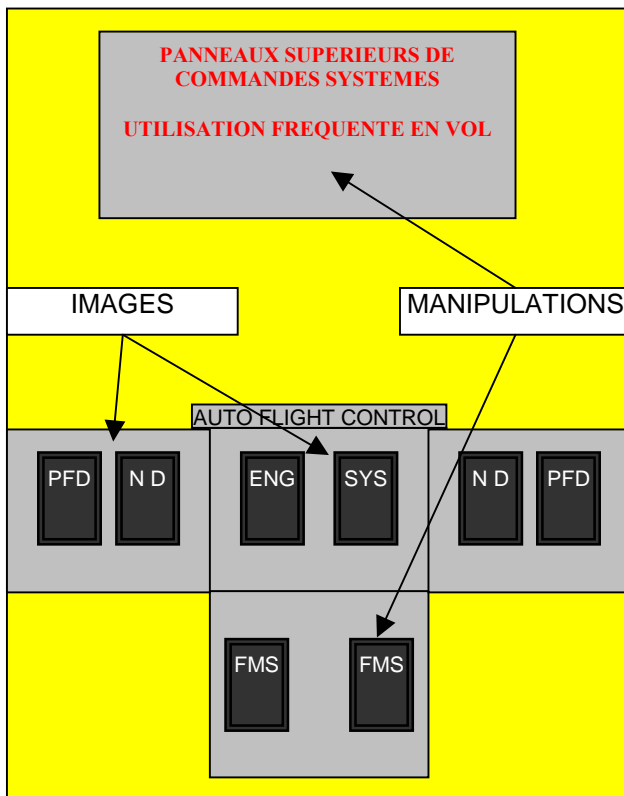 PANNEAUX SUPERIEURS DE
COMMANDES SYSTEMES
UTILISATION FREQUENTE EN VOL
IMAGES
MANIPULATIONS
AUTO FLIGHT CONTROL
PFD
N D
ENG
SYS
N D
PFD
FMS
FMS